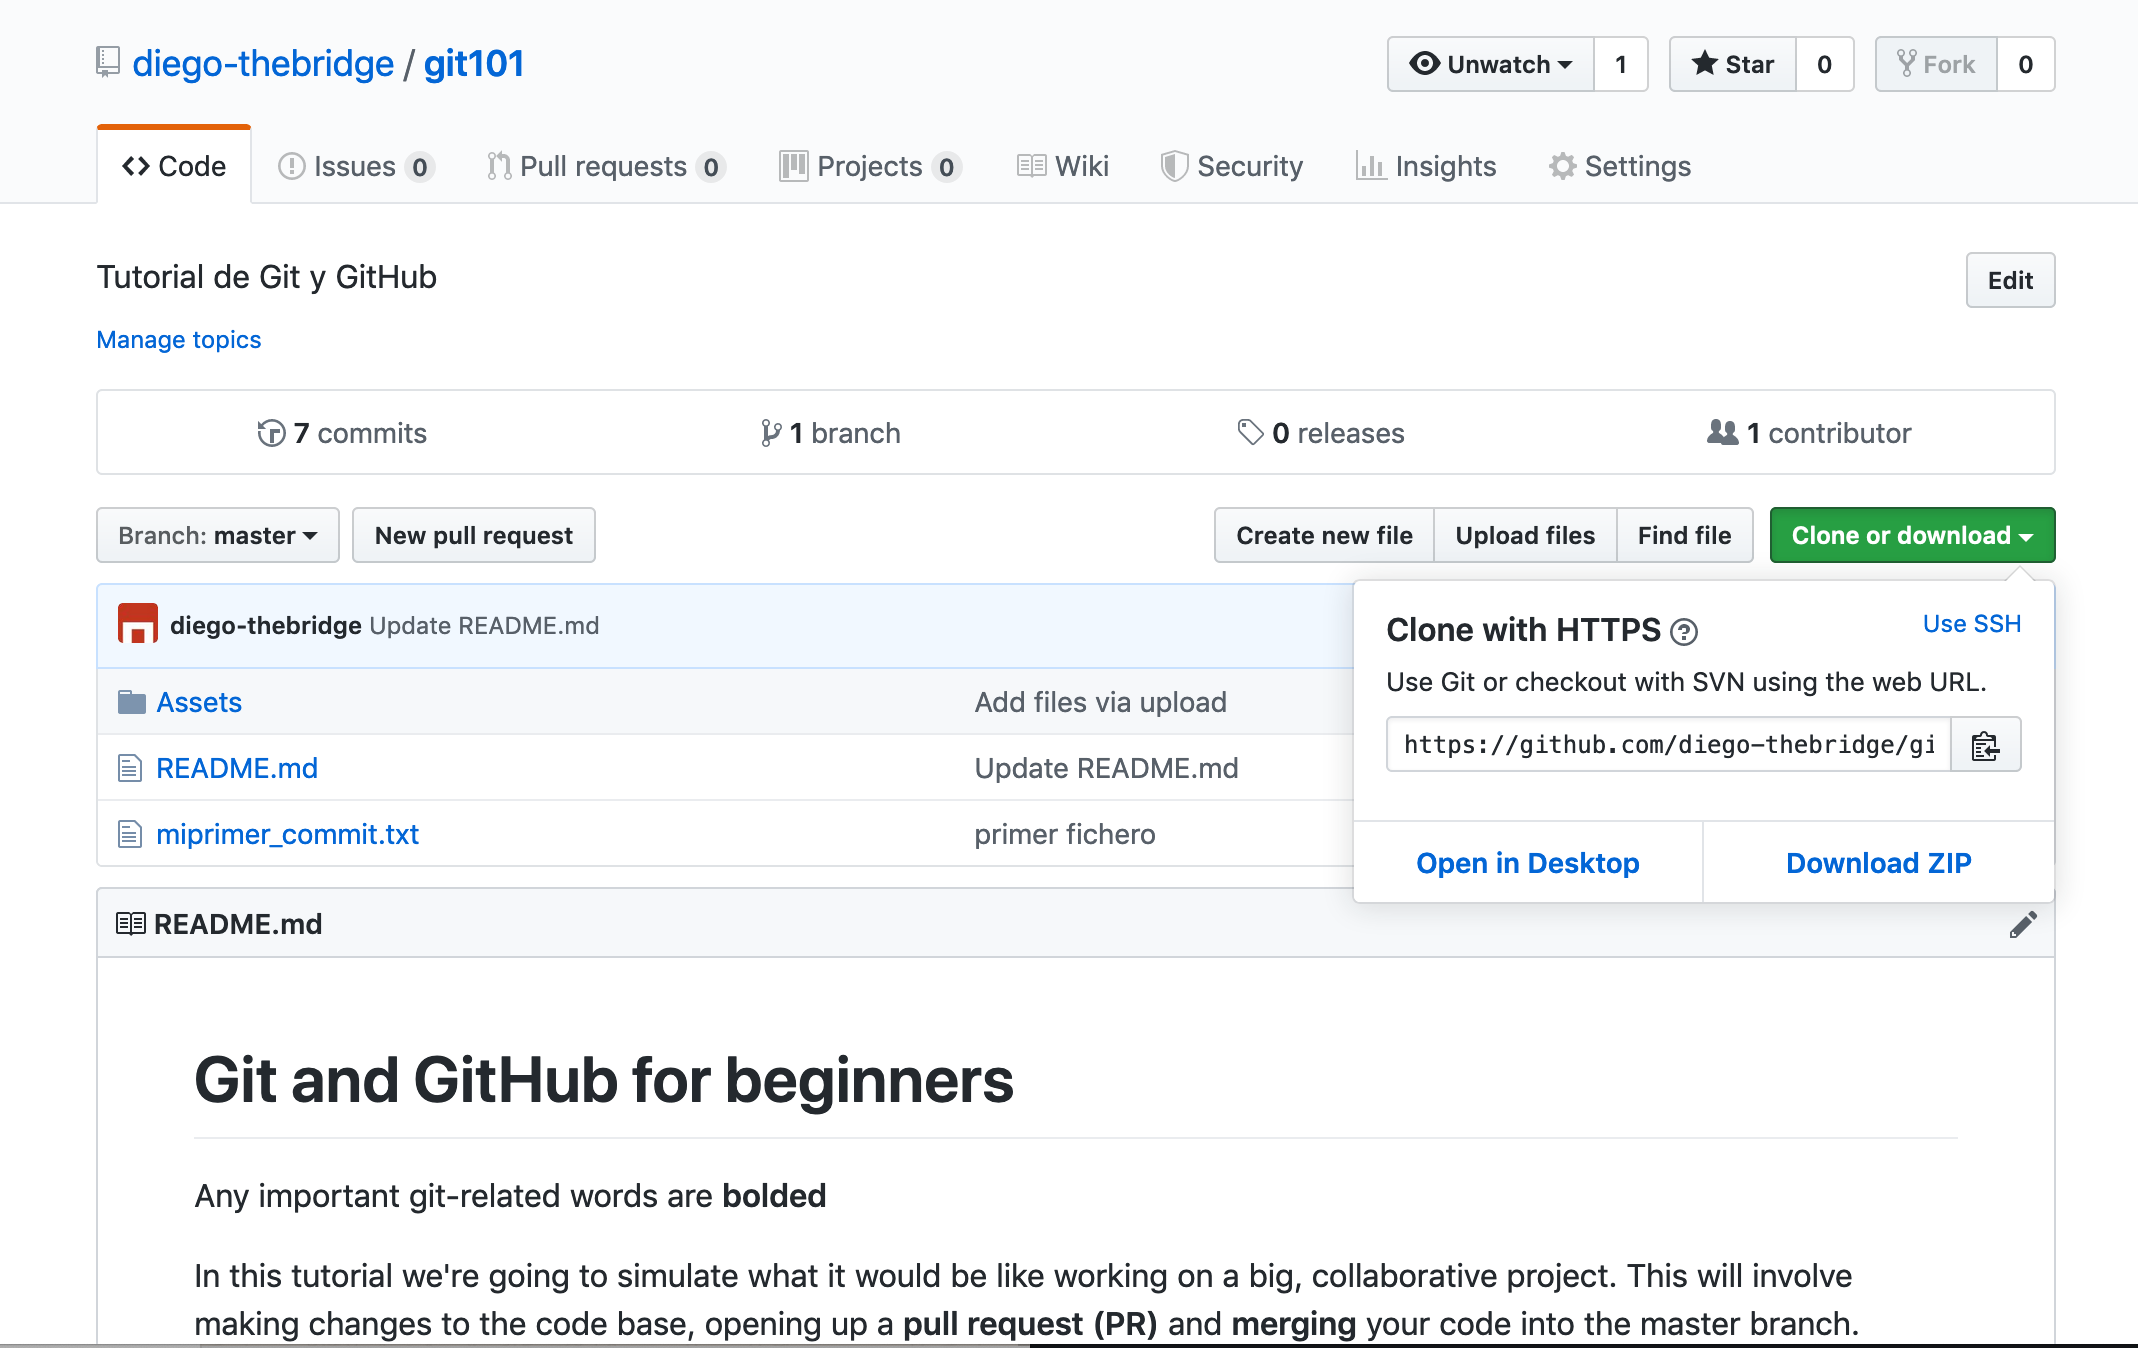 diego-thebridge / git101
Unwatch 1 Star 0 Fork 0
Code Issues 0 Pull requests 0 Projects 0 Wiki Security Insights Settings
Tutorial de Git y GitHub
Edit
Manage topics
7 commits 1 branch 0 releases 1 contributor
Branch: master New pull request Create new file Upload files Find file Clone or download
diego-thebridge Update README.md
Assets Add files via upload
README.md Update README.md
miprimer_commit.txt primer fichero
Clone with HTTPS Use SSH
Use Git or checkout with SVN using the web URL.
https://github.com/diego-thebridge/gi
Open in Desktop Download ZIP
README.md
Git and GitHub for beginners
Any important git-related words are bolded
In this tutorial we're going to simulate what it would be like working on a big, collaborative project. This will involve
making changes to the code base, opening up a pull request (PR) and merging your code into the master branch.